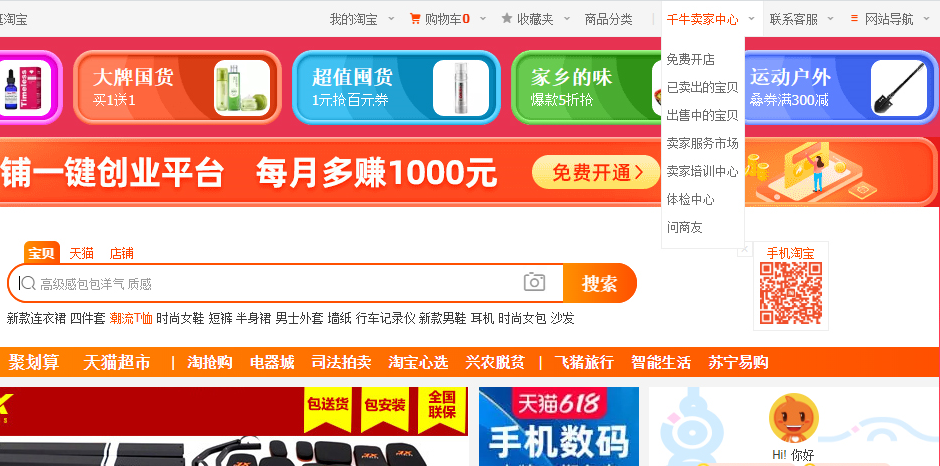 淘宝
我的淘宝 购物车0 收藏夹 商品分类 千牛卖家中心 联系客服 网站导航
免费开店
已卖出的宝贝
出售中的宝贝
卖家服务市场
卖家培训中心
体检中心
问商友
Timeless
大牌国货
买1送1
超值囤货
1元抢百元券
家乡的味
爆款5折抢
运动户外
叠券满300减
铺一键创业平台 每月多赚1000元 免费开通>
宝贝 天猫 店铺
手机淘宝
高级感包包洋气 质感
搜索
新款连衣裙 四件套 潮流T恤 时尚女鞋 短裤 半身裙 男士外套 墙纸 行车记录仪 新款男鞋 耳机 时尚女包 沙发
聚划算 天猫超市 | 淘抢购 电器城 司法拍卖 淘宝心选 兴农脱贫 | 飞猪旅行 智能生活 苏宁易购
包送货 包安装 全国联保
天猫618
手机数码
Hi! 你好